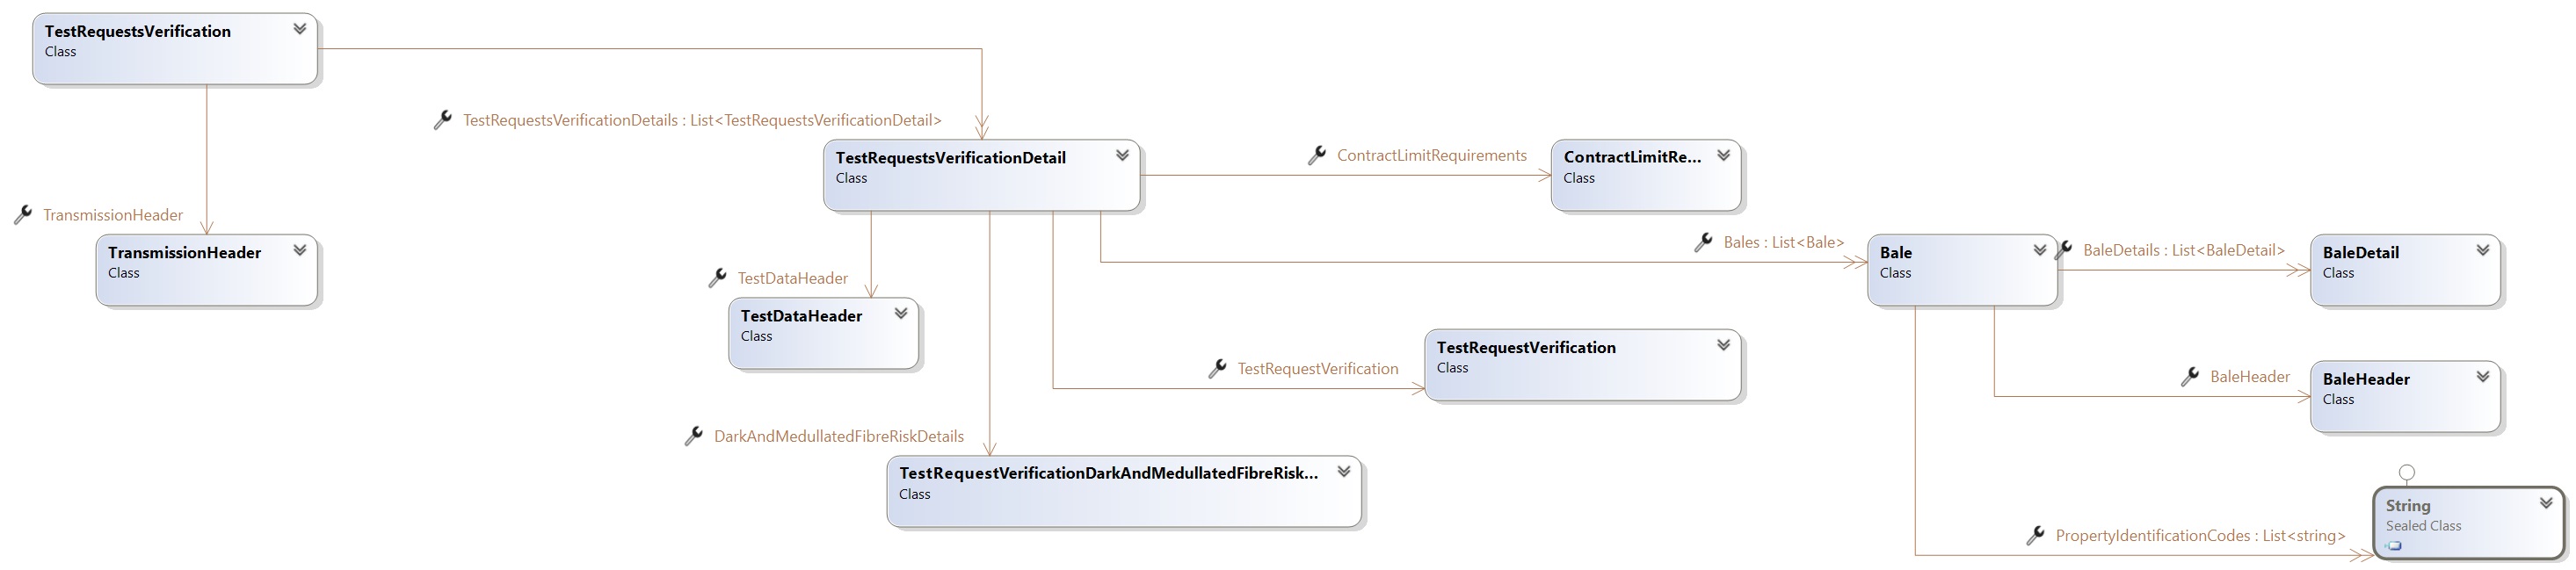 TestRequestsVerification
Class
TestRequestsVerificationDetails : List<TestRequestsVerificationDetail>
TestRequestsVerificationDetail
Class
ContractLimitRequirements
ContractLimitRe...
Class
TransmissionHeader
TransmissionHeader
Class
TestDataHeader
TestDataHeader
Class
Bales : List<Bale>
Bale
Class
BaleDetails : List<BaleDetail>
BaleDetail
Class
TestRequestVerification
TestRequestVerification
Class
BaleHeader
BaleHeader
Class
DarkAndMedullatedFibreRiskDetails
TestRequestVerificationDarkAndMedullatedFibreRisk...
Class
PropertyIdentificationCodes : List<string>
String
Sealed Class